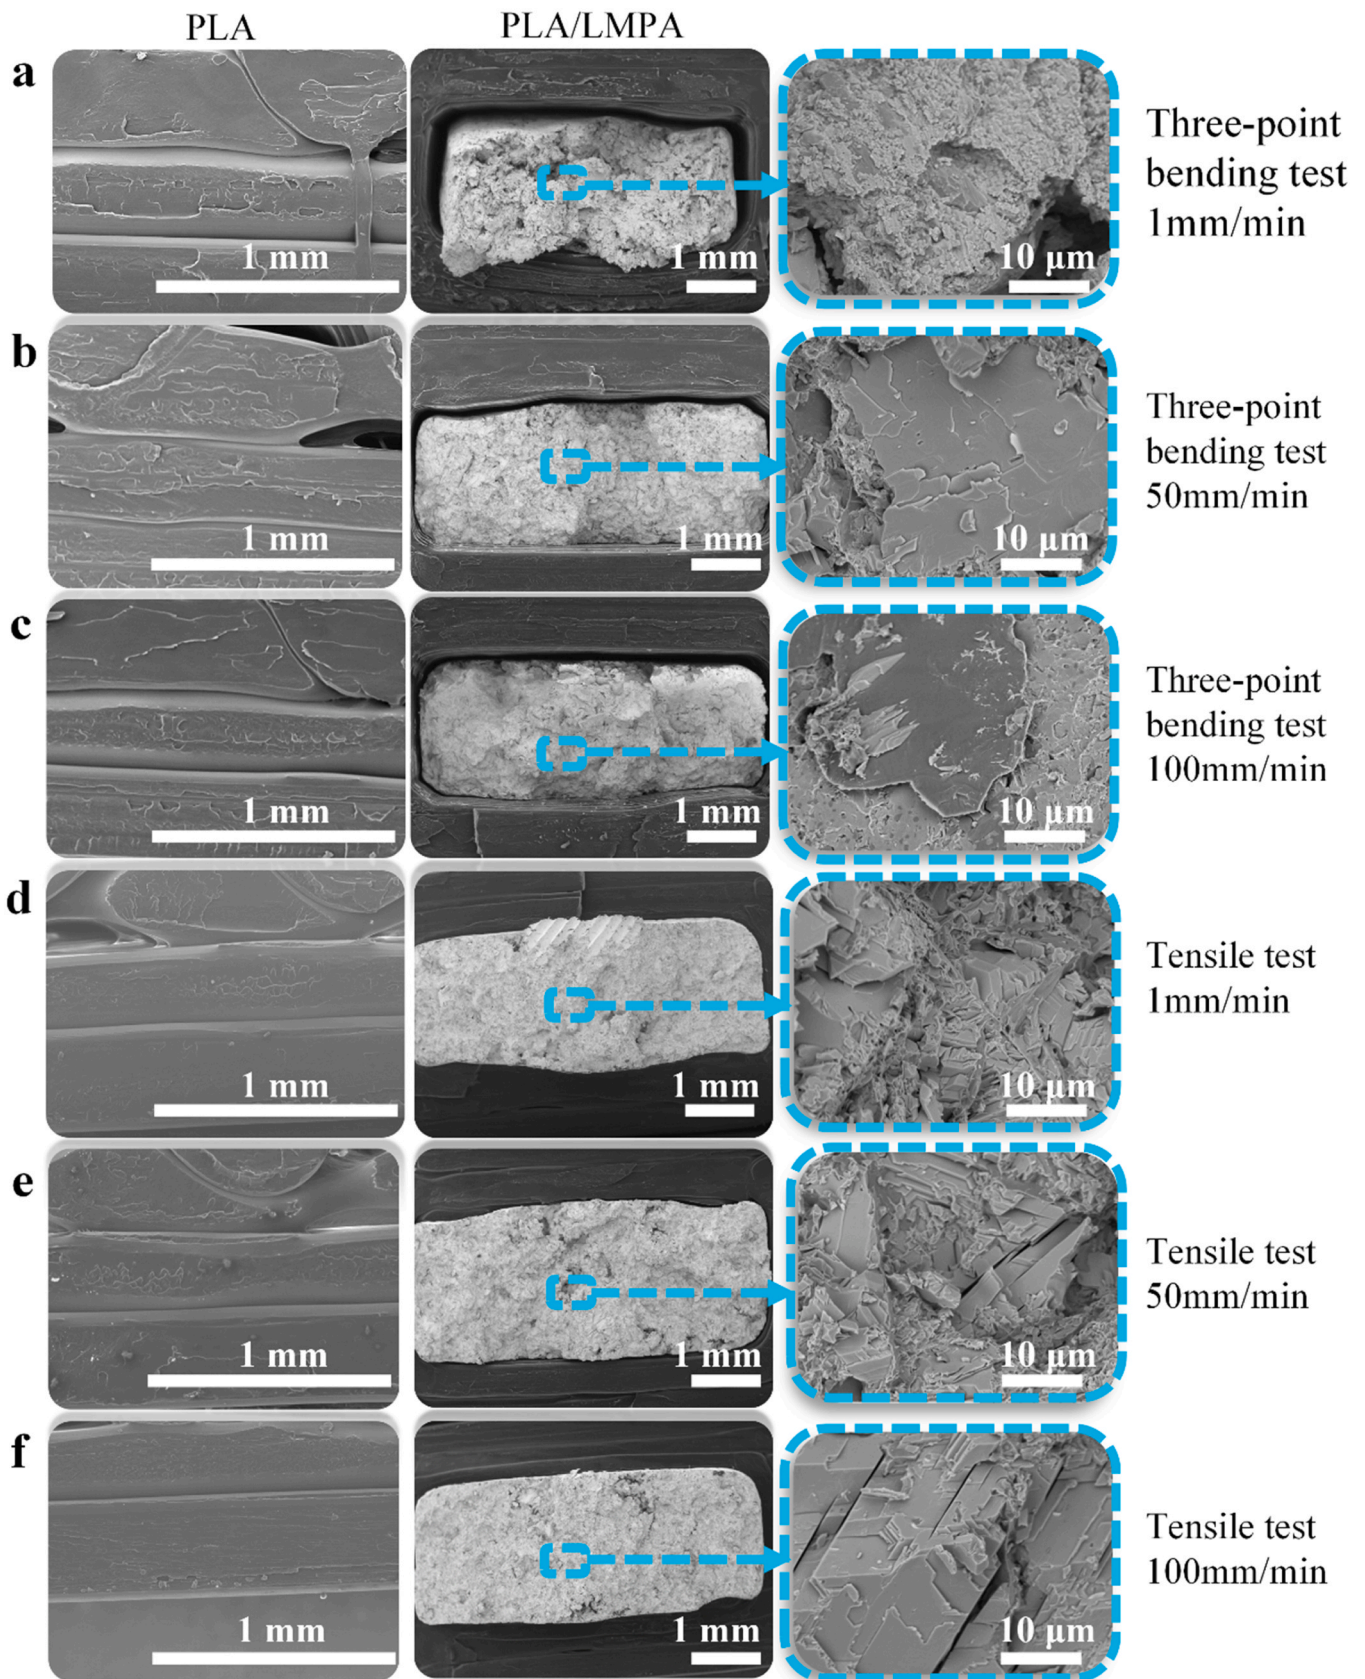 PLA
PLA/LMPA
a
1 mm
1 mm
10 μm
Three-point
bending test
1mm/min
b
1 mm
1 mm
10 μm
Three-point
bending test
50mm/min
c
1 mm
1 mm
10 μm
Three-point
bending test
100mm/min
d
1 mm
1 mm
10 μm
Tensile test
1mm/min
e
1 mm
1 mm
10 μm
Tensile test
50mm/min
f
1 mm
1 mm
10 μm
Tensile test
100mm/min